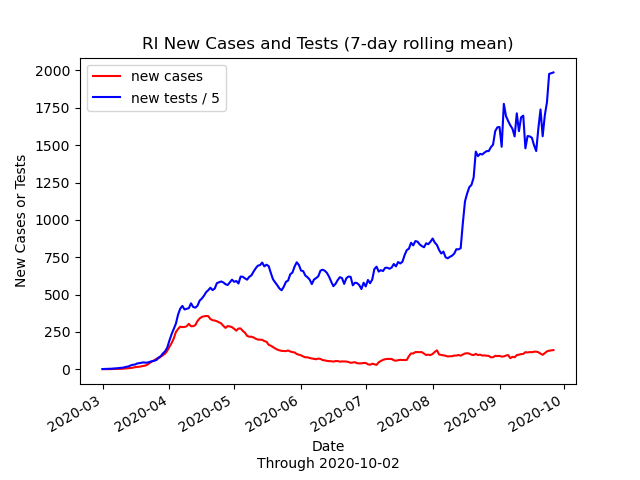 RI New Cases and Tests (7-day rolling mean)
new cases
new tests / 5
2000
1750
1500
1250
1000
750
500
250
0
New Cases or Tests
2020-03
2020-04
2020-05
2020-06
2020-07
2020-08
2020-09
2020-10
Date
Through 2020-10-02